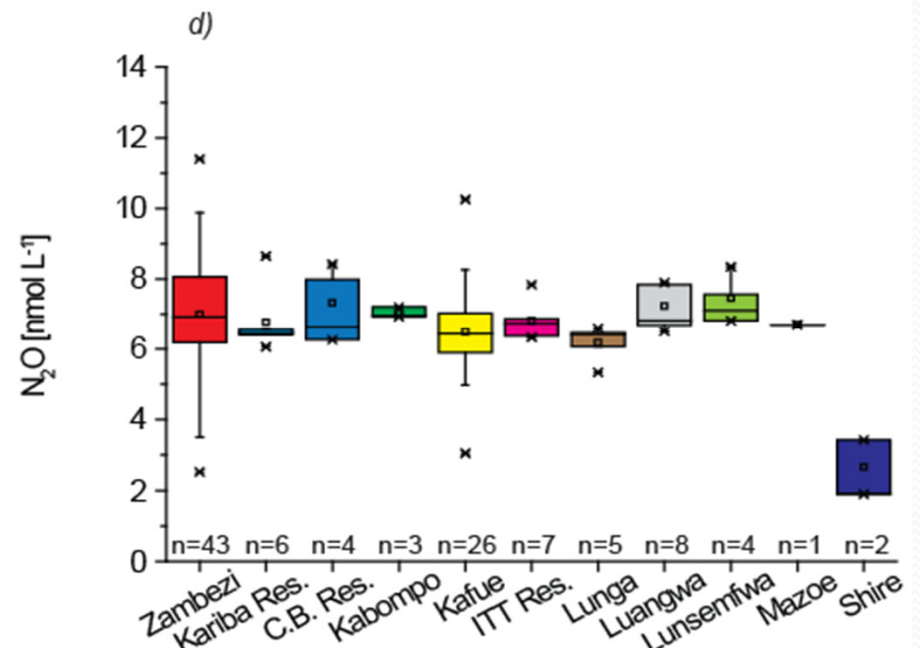 d)
N₂O [nmol L⁻¹]
14
12
10
8
6
4
2
0
n=43 n=6 n=4 n=3 n=26 n=7 n=5 n=8 n=4 n=1 n=2
Zambezi Kariba Res. C.B. Res. Kabompo Kafue ITT Res. Lunga Luangwa Lunsemfwa Mazoe Shire